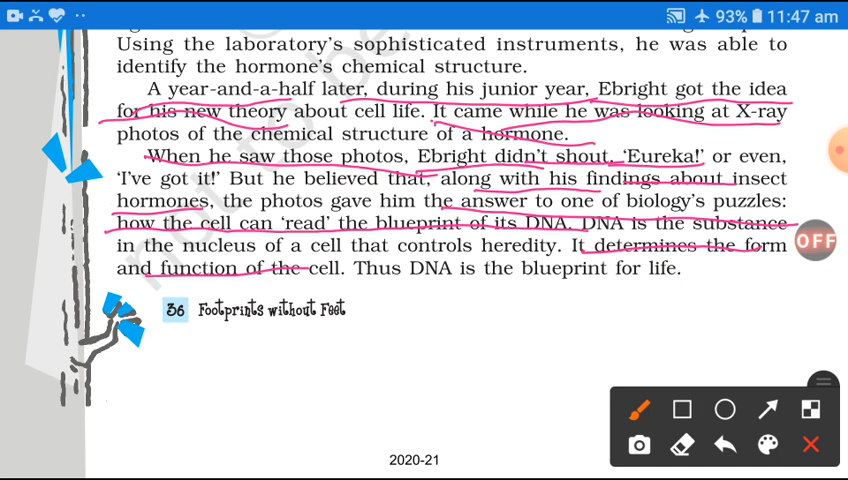 93% 11:47 am
Using the laboratory's sophisticated instruments, he was able to
identify the hormone's chemical structure.
A year-and-a-half later, during his junior year, Ebright got the idea
for his new theory about cell life. It came while he was looking at X-ray
photos of the chemical structure of a hormone.
When he saw those photos, Ebright didn't shout, 'Eureka!' or even,
'I've got it!' But he believed that, along with his findings about insect
hormones, the photos gave him the answer to one of biology's puzzles:
how the cell can 'read' the blueprint of its DNA. DNA is the substance
in the nucleus of a cell that controls heredity. It determines the form
and function of the cell. Thus DNA is the blueprint for life.
OFF
36 Footprints without Feet
2020-21